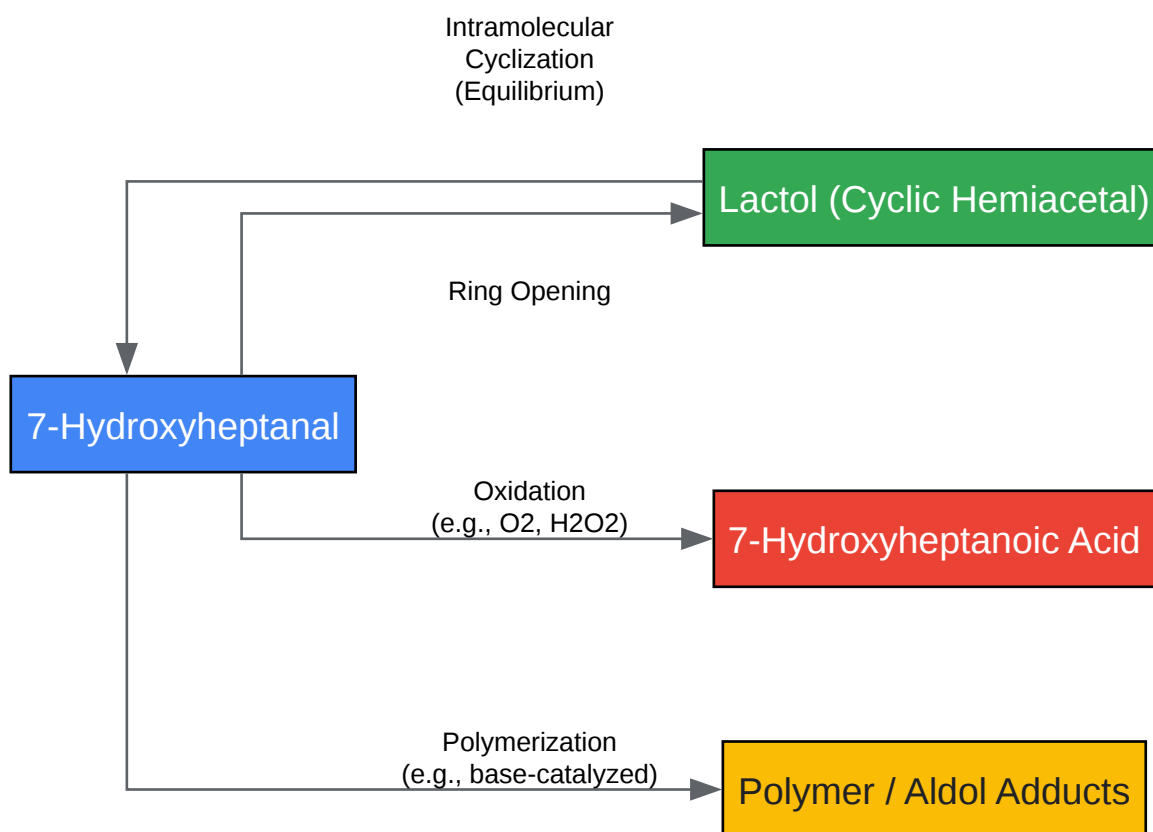 Intramolecular
Cyclization
(Equilibrium)
Lactol (Cyclic Hemiacetal)
Ring Opening
7-Hydroxyheptanal
Oxidation
(e.g., O2, H2O2)
7-Hydroxyheptanoic Acid
Polymerization
(e.g., base-catalyzed)
Polymer / Aldol Adducts